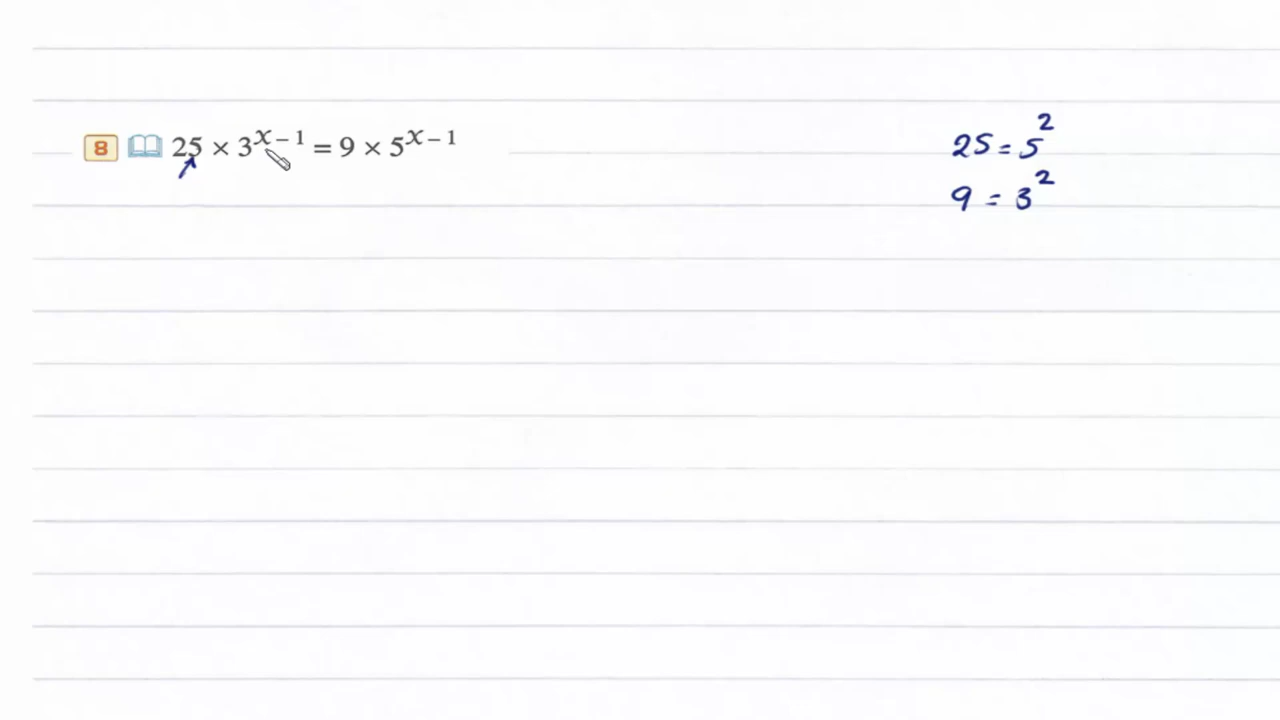 8 25 × 3^{x−1} = 9 × 5^{x−1}
25 = 5^2
9 = 3^2